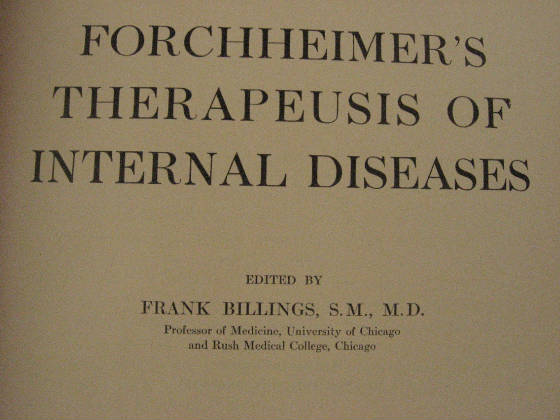 FORCHHEIMER'S
THERAPEUSIS OF
INTERNAL DISEASES
EDITED BY
FRANK BILLINGS, S.M., M.D.
Professor of Medicine, University of Chicago
and Rush Medical College, Chicago